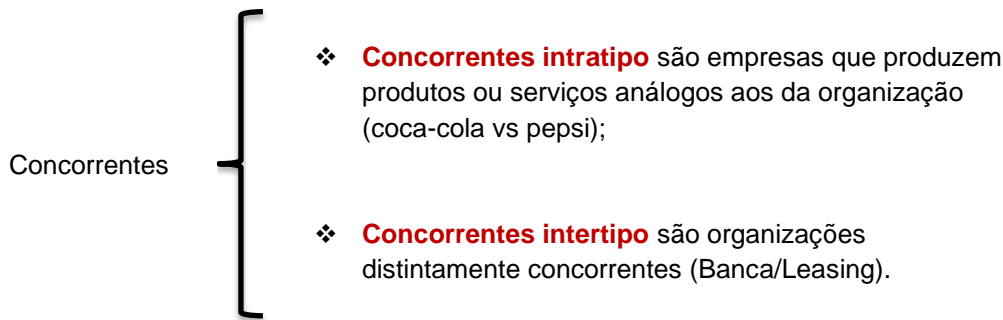 Concorrentes
❖ Concorrentes intratipo são empresas que produzem
produtos ou serviços análogos aos da organização
(coca-cola vs pepsi);
❖ Concorrentes intertipo são organizações
distintamente concorrentes (Banca/Leasing).